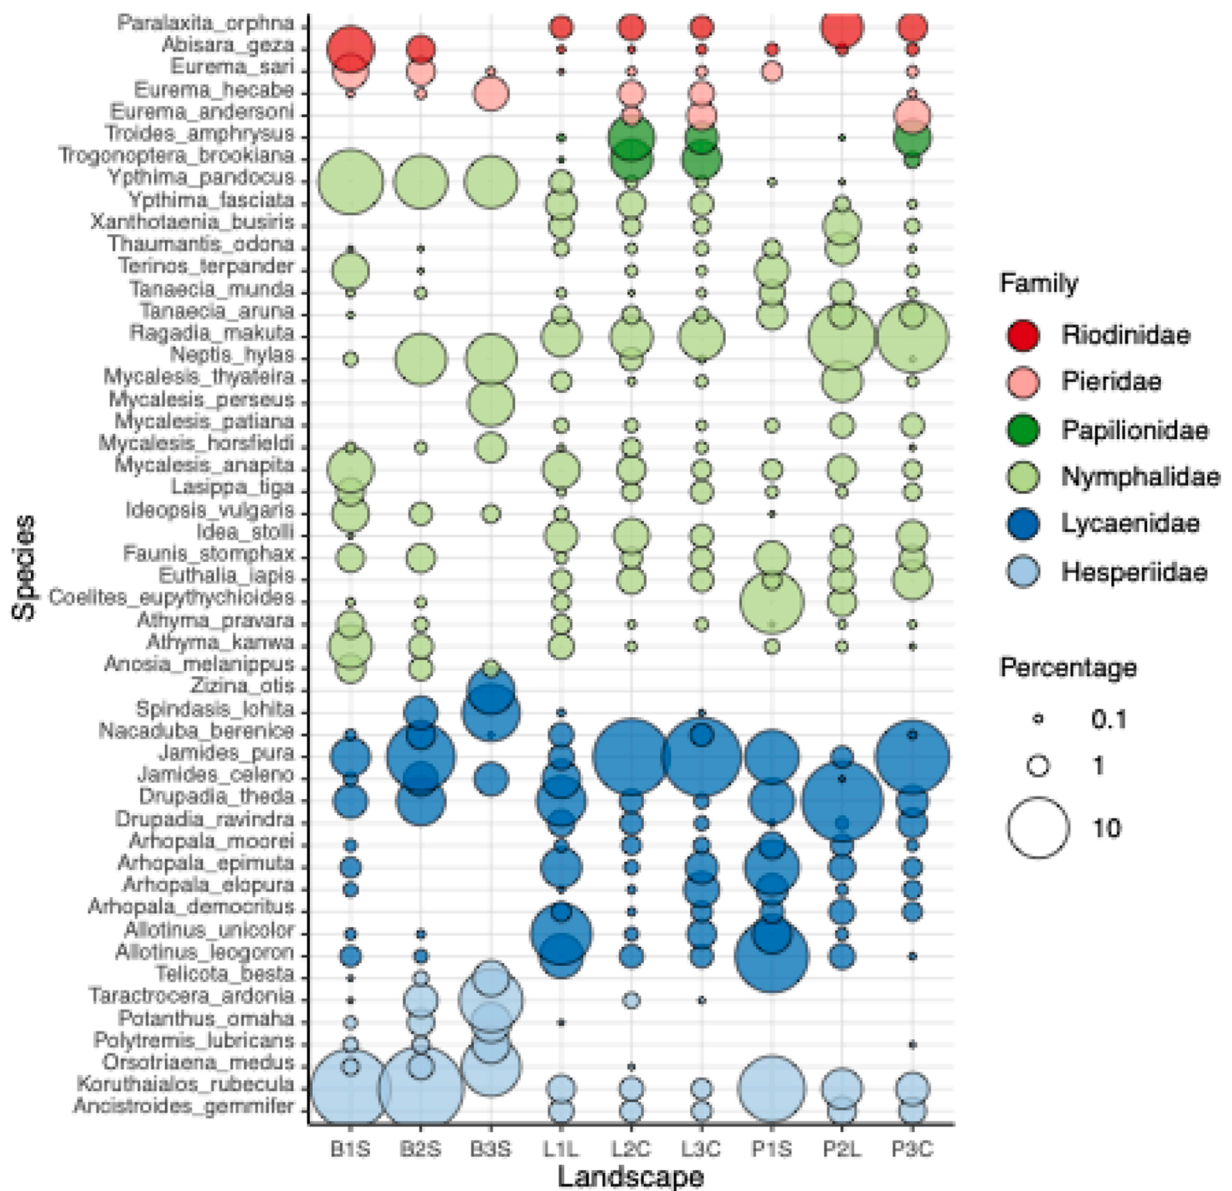 Paralaxita_orphna
Abisara_geza
Eurema_sari
Eurema_hecabe
Eurema_andersoni
Troides_amphrysus
Trogonoptera_brookiana
Ypthima_pandocus
Ypthima_fasciata
Xanthotaenia_busiris
Thaumantis_odona
Terinos_terpander
Tanaecia_munda
Tanaecia_aruna
Ragadia_makuta
Neptis_hylas
Mycalesis_thyateira
Mycalesis_perseus
Mycalesis_patiana
Mycalesis_horsfieldi
Mycalesis_anapita
Lasippa_tiga
Ideopsis_vulgaris
Idea_stolli
Faunis_stomphax
Euthalia_iapis
Coelites_eupythychioides
Athyma_pravara
Athyma_kanwa
Anosia_melanippus
Zizina_otis
Spindasis_lohita
Nacaduba_berenice
Jamides_pura
Jamides_celeno
Drupadia_theda
Drupadia_ravindra
Arhopala_moorei
Arhopala_epimuta
Arhopala_elopura
Arhopala_democritus
Allotinus_unicolor
Allotinus_leogoron
Telicota_besta
Taractrocera_ardonia
Potanthus_omaha
Polytremis_lubricans
Orsotriaena_medus
Koruthaialos_rubecula
Ancistroides_gemmifer
Species
B1S B2S B3S L1L L2C L3C P1S P2L P3C
Landscape
Family
Riodinidae
Pieridae
Papilionidae
Nymphalidae
Lycaenidae
Hesperiidae
Percentage
0.1
1
10